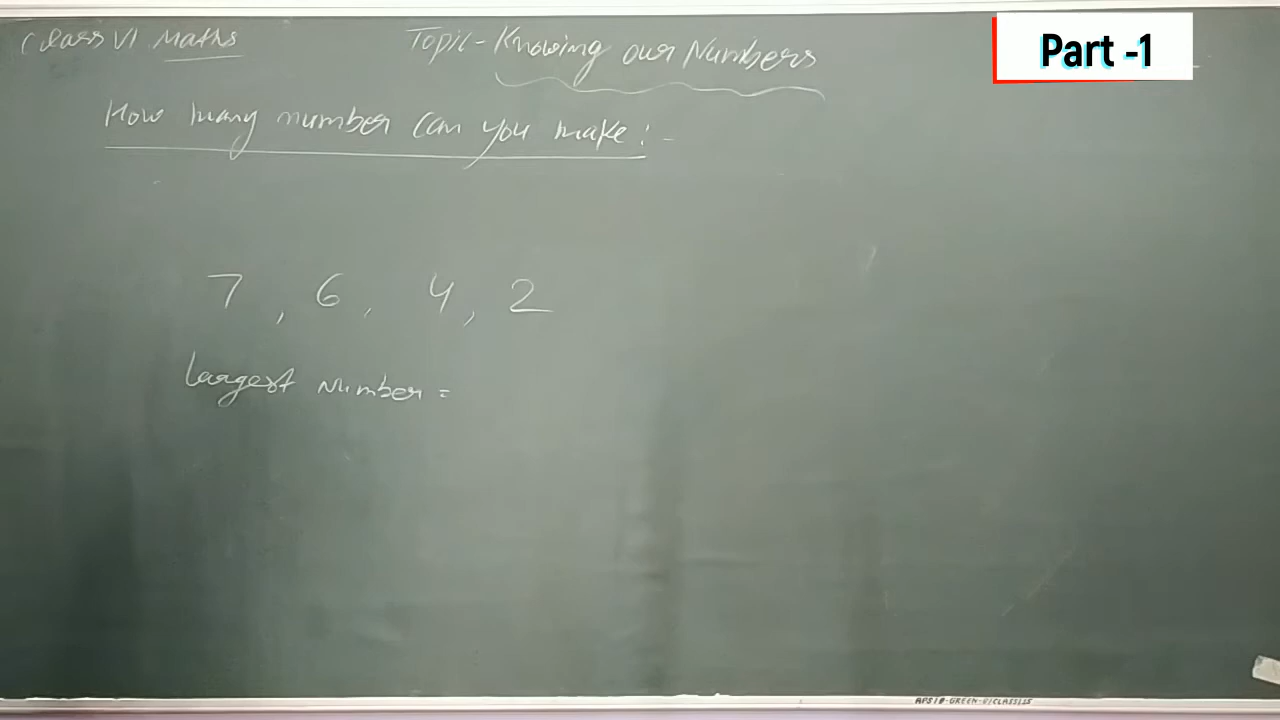 Class VI Maths Topic - Knowing our Numbers
Part -1
How many number can you make : -
7 , 6 , 4 , 2
Largest Number =